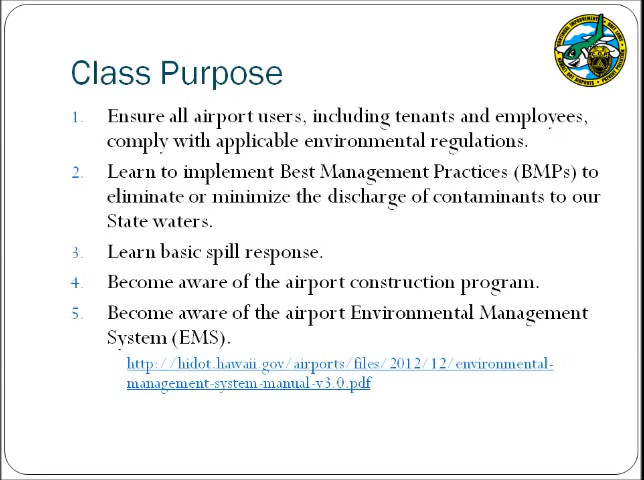 Class Purpose
1. Ensure all airport users, including tenants and employees,
comply with applicable environmental regulations.
2. Learn to implement Best Management Practices (BMPs) to
eliminate or minimize the discharge of contaminants to our
State waters.
3. Learn basic spill response.
4. Become aware of the airport construction program.
5. Become aware of the airport Environmental Management
System (EMS).
http://hidot.hawaii.gov/airports/files/2012/12/environmental-
management-system-manual-v3.0.pdf